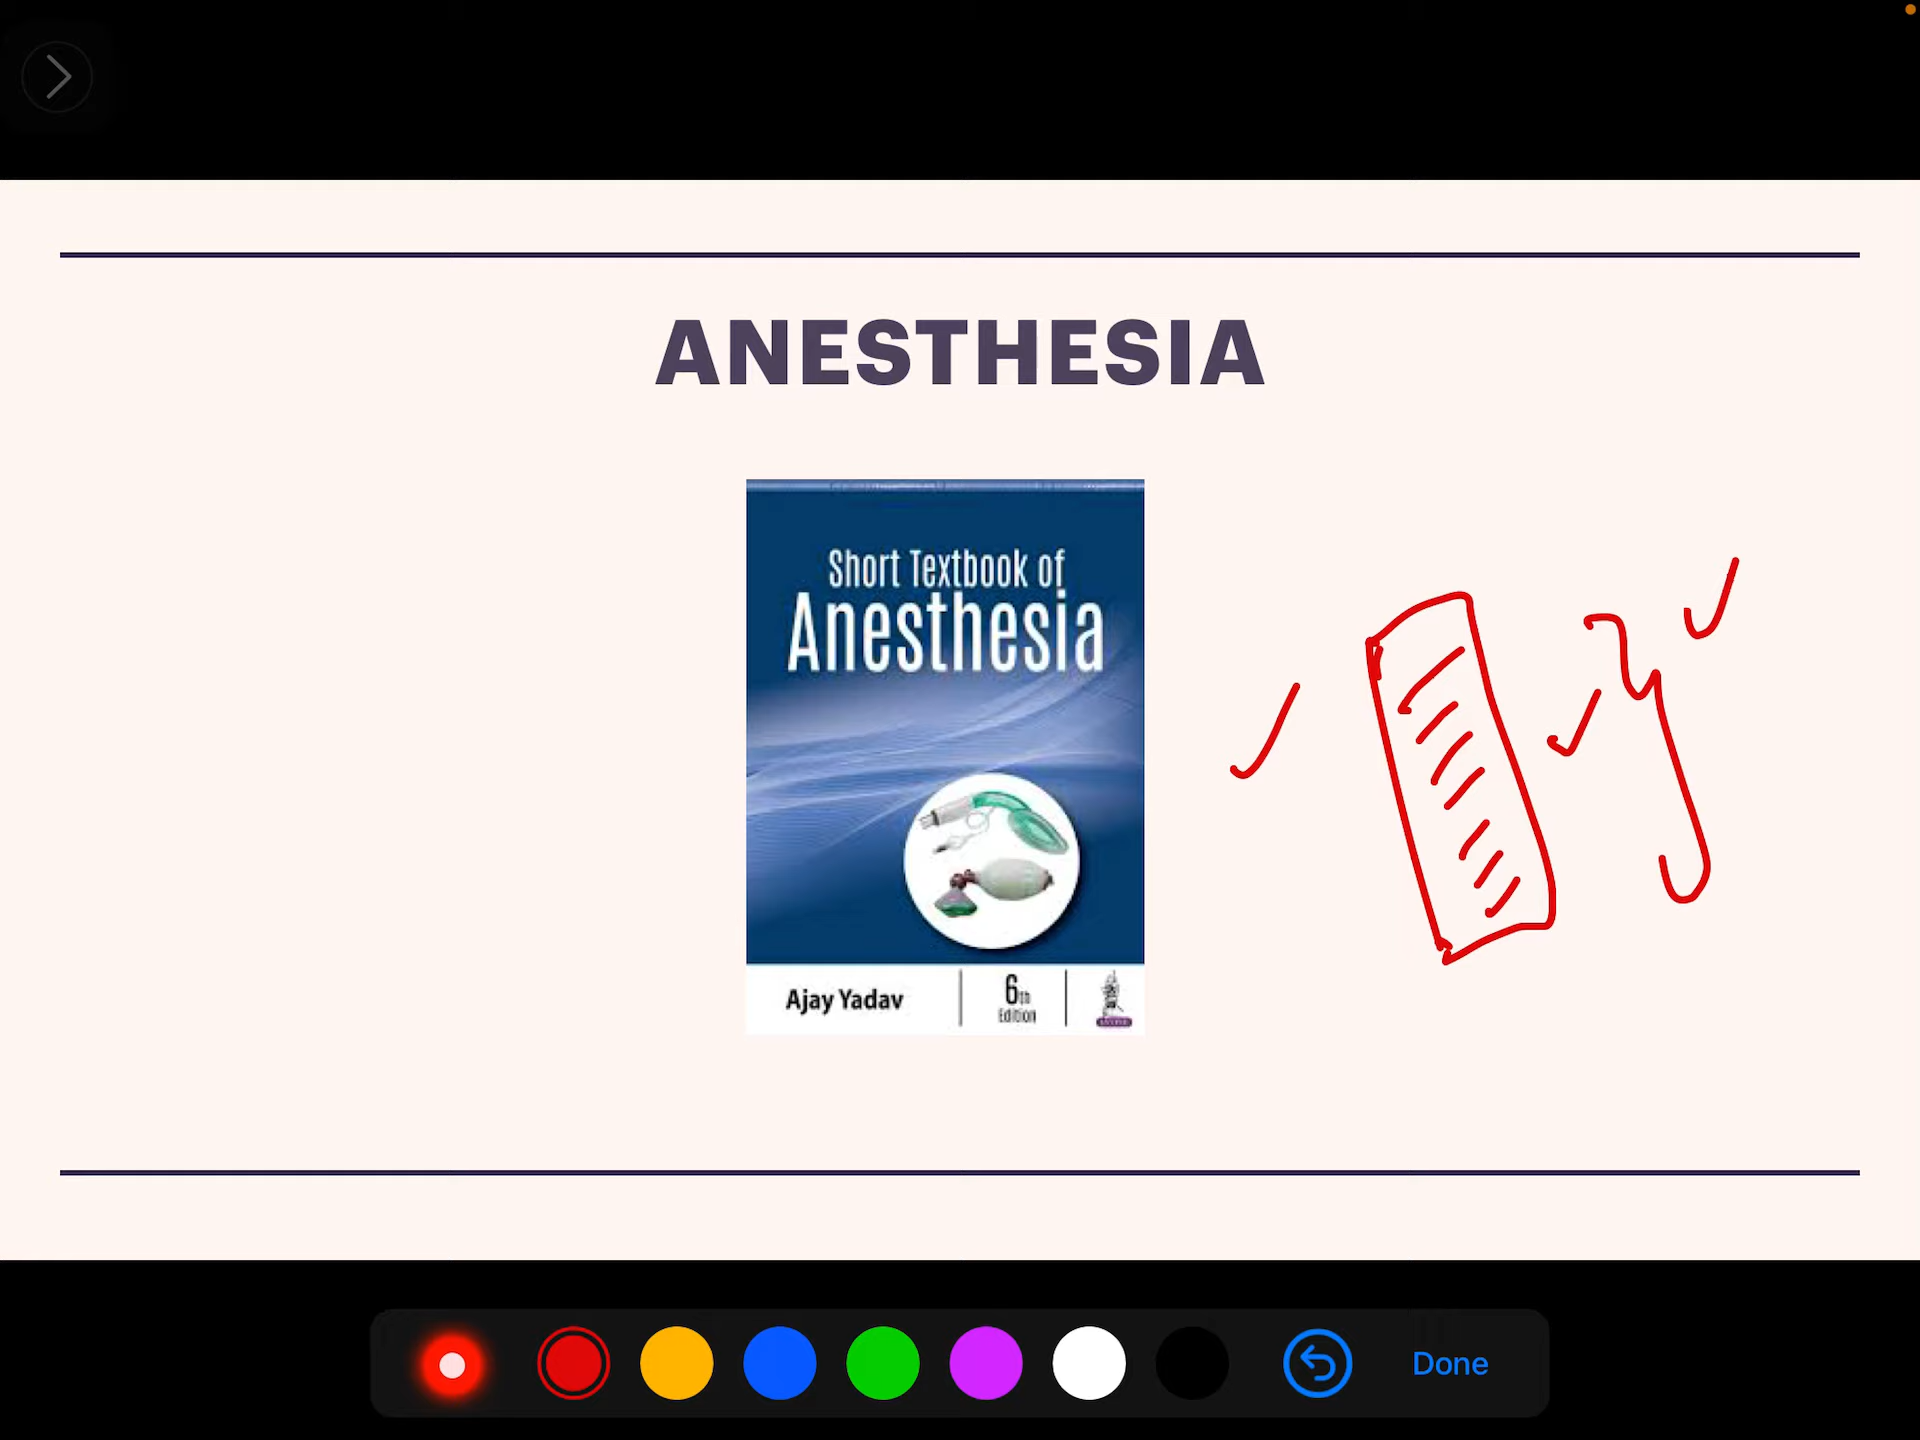 ANESTHESIA
Short Textbook of
Anesthesia
Ajay Yadav
6th
Edition
Done